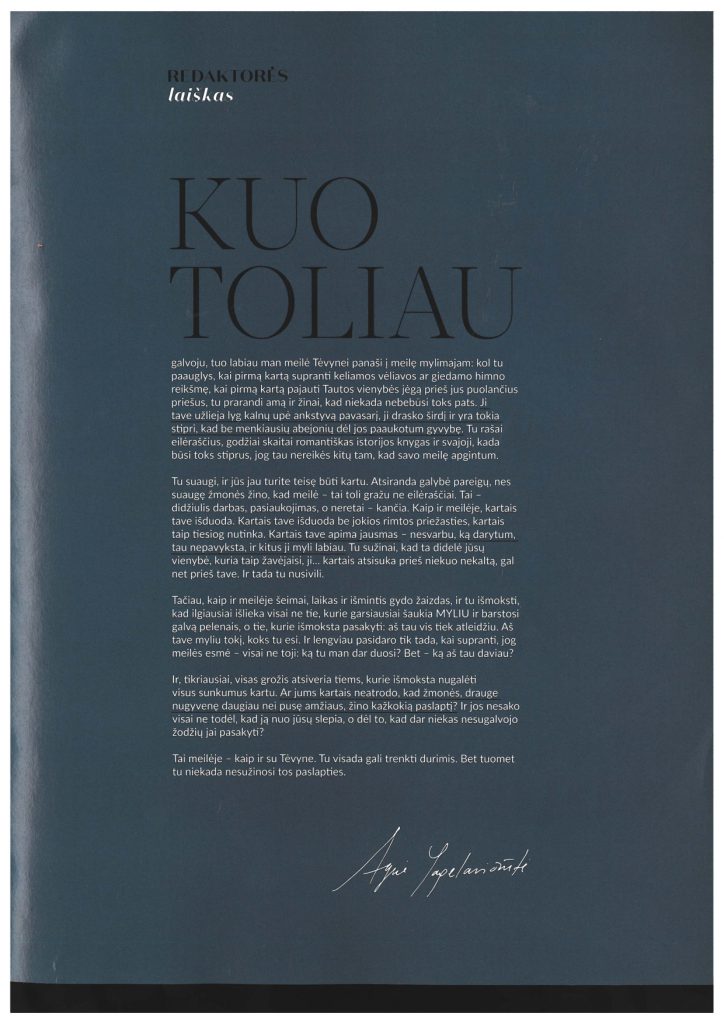 REDAKTORĖS
laiškas
KUO
TOLIAU
galvoju, tuo labiau man meilė Tėvynei panaši į meilę mylimajam: kol tu
paauglys, kai pirmą kartą supranti keliamos vėliavos ar giedamo himno
reikšmę, kai pirmą kartą pajauti Tautos vienybės jėgą prieš jus puolančius
priešus, tu prarandi amą ir žinai, kad niekada nebebūsi toks pats. Ji
tave užlieja lyg kalnų upė ankstyvą pavasarį, ji drasko širdį ir yra tokia
stipri, kad be menkiausių abejonių dėl jos paaukotum gyvybę. Tu rašai
eilėraščius, godžiai skaitai romantiškas istorijos knygas ir svajoji, kada
būsi toks stiprus, jog tau nereikės kitų tam, kad savo meilę apgintum.
Tu suaugi, ir jūs jau turite teisę būti kartu. Atsiranda galybė pareigų, nes
suaugę žmonės žino, kad meilė – tai toli gražu ne eilėraščiai. Tai –
didžiulis darbas, pasiaukojimas, o neretai – kančia. Kaip ir meilėje, kartais
tave išduoda. Kartais tave išduoda be jokios rimtos priežasties, kartais
taip tiesiog nutinka. Kartais tave apima jausmas – nesvarbu, ką darytum,
tau nepavyksta, ir kitus ji myli labiau. Tu sužinai, kad ta didelė jūsų
vienybė, kuria taip žavėjaisi, ji... kartais atsisuka prieš niekuo nekaltą, gal
net prieš tave. Ir tada tu nusivili.
Tačiau, kaip ir meilėje šeimai, laikas ir išmintis gydo žaizdas, ir tu išmoksti,
kad ilgiausiai išlieka visai ne tie, kurie garsiausiai šaukia MYLIU ir barstosi
galvą pelenais, o tie, kurie išmoksta pasakyti: aš tau vis tiek atleidžiu. Aš
tave myliu tokį, koks tu esi. Ir lengviau pasidaro tik tada, kai supranti, jog
meilės esmė – visai ne toji: ką tu man dar duosi? Bet – ką aš tau daviau?
Ir, tikriausiai, visas grožis atsiveria tiems, kurie išmoksta nugalėti
visus sunkumus kartu. Ar jums kartais neatrodo, kad žmonės, drauge
nugyvenę daugiau nei pusę amžiaus, žino kažkokią paslaptį? Ir jos nesako
visai ne todėl, kad ją nuo jūsų slepia, o dėl to, kad dar niekas nesugalvojo
žodžių jai pasakyti?
Tai meilėje – kaip ir su Tėvyne. Tu visada gali trenkti durimis. Bet tuomet
tu niekada nesužinosi tos paslapties.